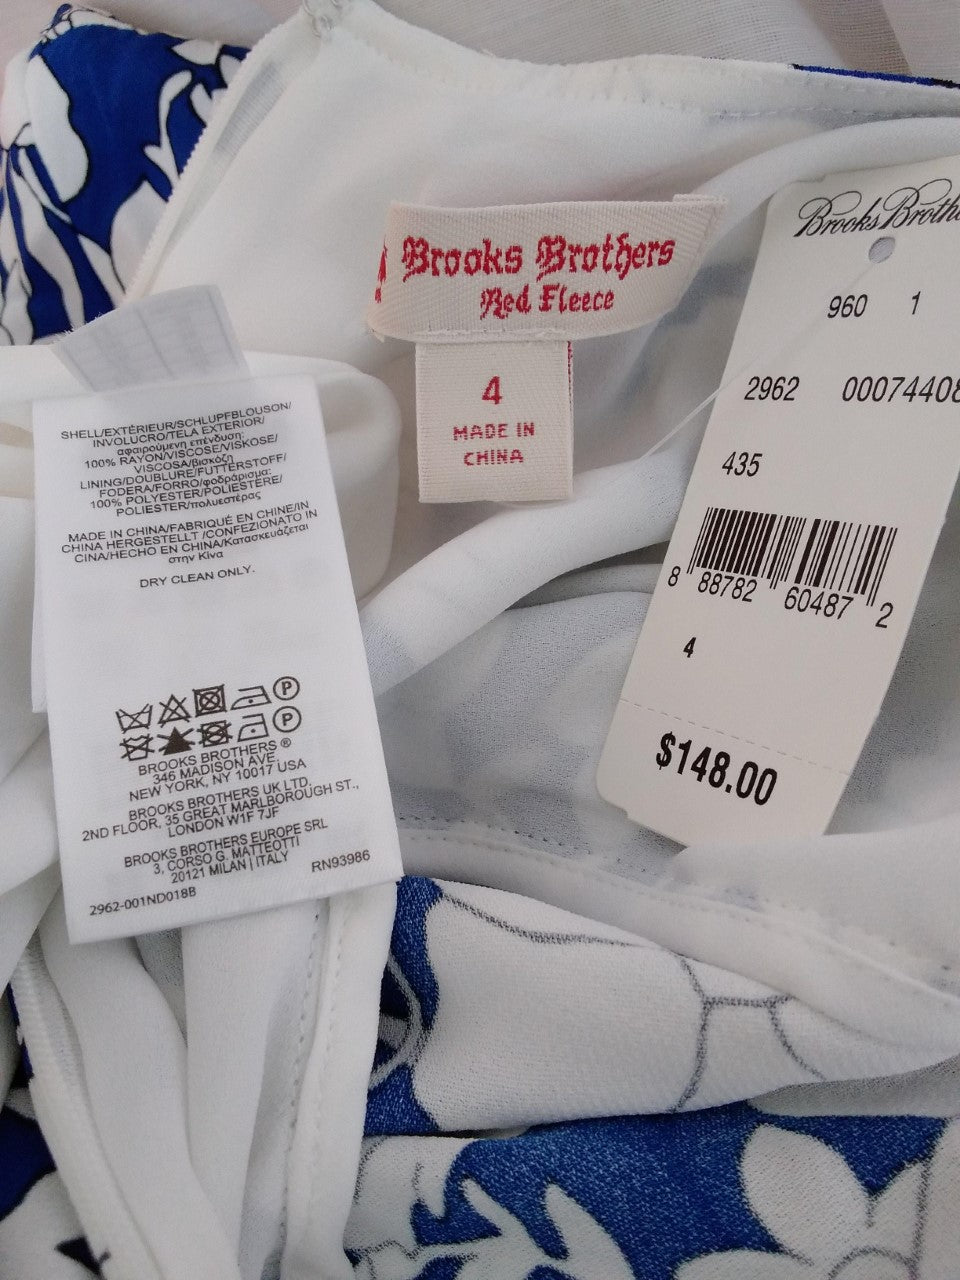 Brooks Brothers
Red Fleece
4
MADE IN
CHINA
SHELL/EXTÉRIEUR/SCHLUPFBLOUSON/
INVOLUCRO/TELA EXTERIOR/
αφαιρούμενη επένδυση:
100% RAYON/VISCOSE/VISKOSE/
VISCOSA/βισκόζη
LINING/DOUBLURE/FUTTERSTOFF/
FODERA/FORRO/φοδράρισμα:
100% POLYESTER/POLIESTERE/
POLIESTER/πολυεστέρας
MADE IN CHINA/FABRIQUÉ EN CHINE/IN
CHINA HERGESTELLT /CONFEZIONATO IN
CINA/HECHO EN CHINA/Κατασκευάζεται
στην Κίνα
DRY CLEAN ONLY.
P
P
BROOKS BROTHERS ®
346 MADISON AVE.
NEW YORK, NY 10017 USA
BROOKS BROTHERS UK LTD.
2ND FLOOR, 35 GREAT MARLBOROUGH ST.,
LONDON W1F 7JF
BROOKS BROTHERS EUROPE SRL
3, CORSO G. MATTEOTTI
20121 MILAN | ITALY
RN93986
2962-001ND018B
Brooks
960 1
2962 00074408
435
8 88782 60487 2
4
$148.00